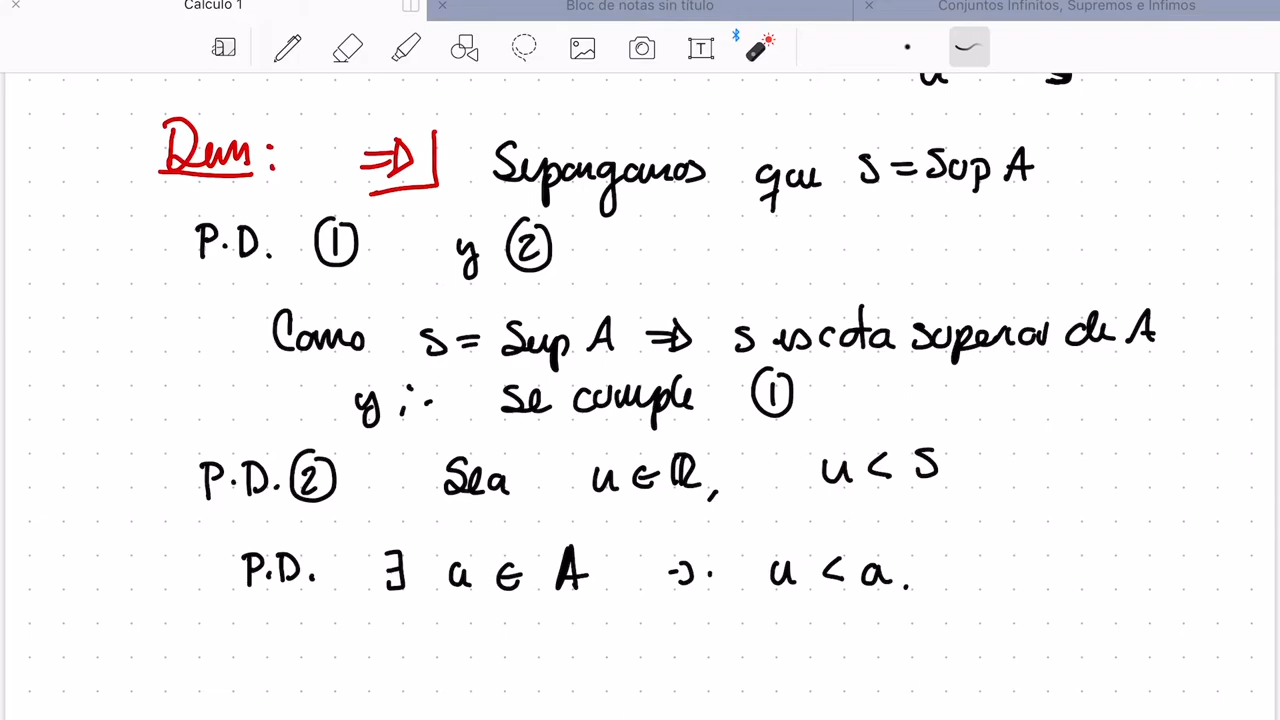 Calculo 1
Bloc de notas sin título
Conjuntos Infinitos, Supremos e Infimos
u s
Dem: ⇒] Supongamos que s = Sup A
P.D. ① y ②
Como s = Sup A ⇒ s es cota superior de A
y ∴ se cumple ①
P.D. ② Sea u ∈ ℝ, u < s
P.D. ∃ a ∈ A ·∋· u < a.